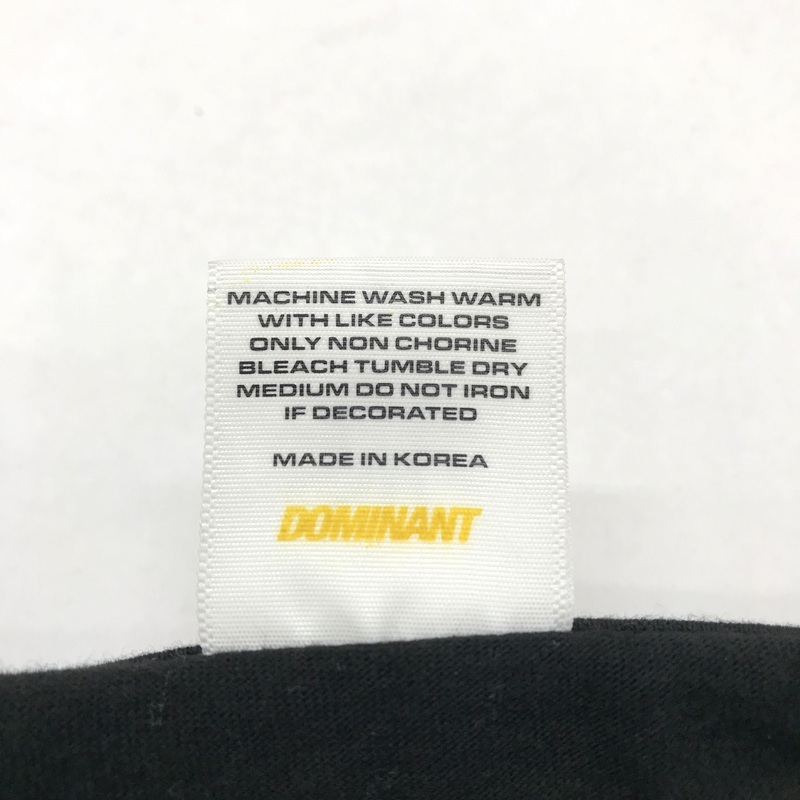 MACHINE WASH WARM
WITH LIKE COLORS
ONLY NON CHORINE
BLEACH TUMBLE DRY
MEDIUM DO NOT IRON
IF DECORATED
MADE IN KOREA
DOMINANT